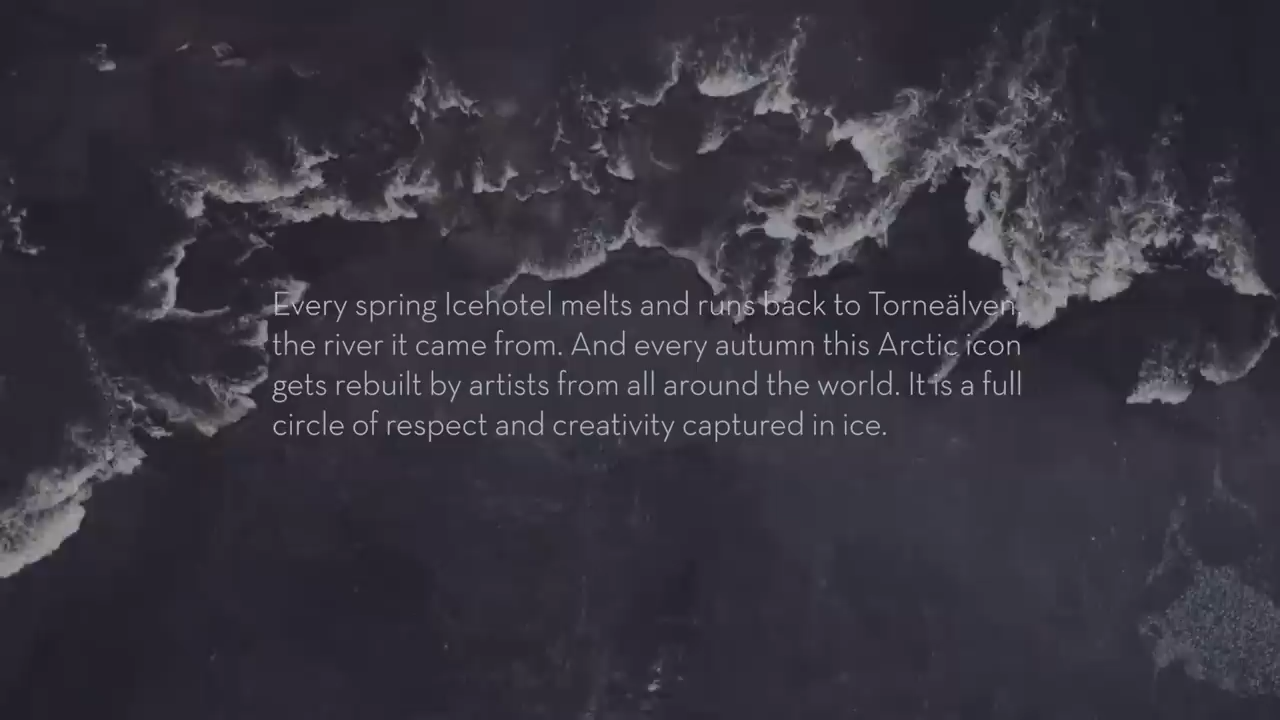 Every spring Icehotel melts and runs back to Torneälven,
the river it came from. And every autumn this Arctic icon
gets rebuilt by artists from all around the world. It is a full
circle of respect and creativity captured in ice.